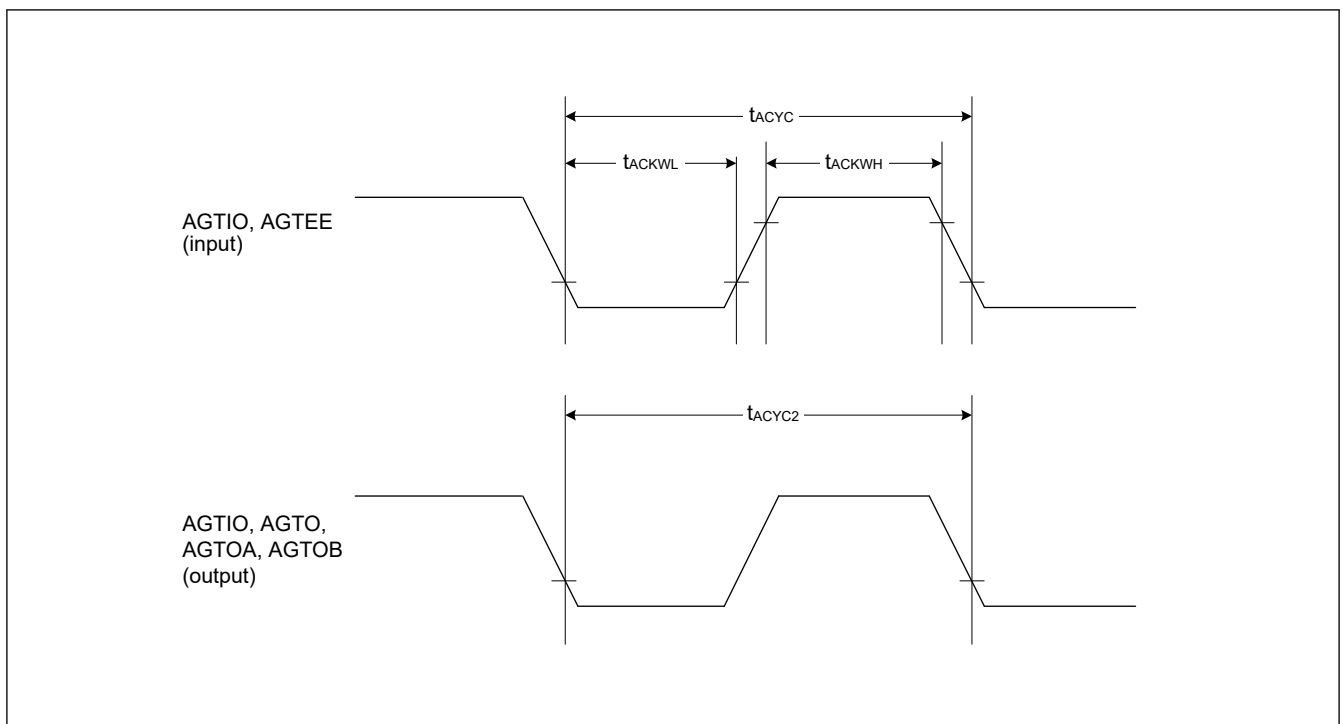 tACYC
tACKWL
tACKWH
AGTIO, AGTEE
(input)
tACYC2
AGTIO, AGTO,
AGTOA, AGTOB
(output)